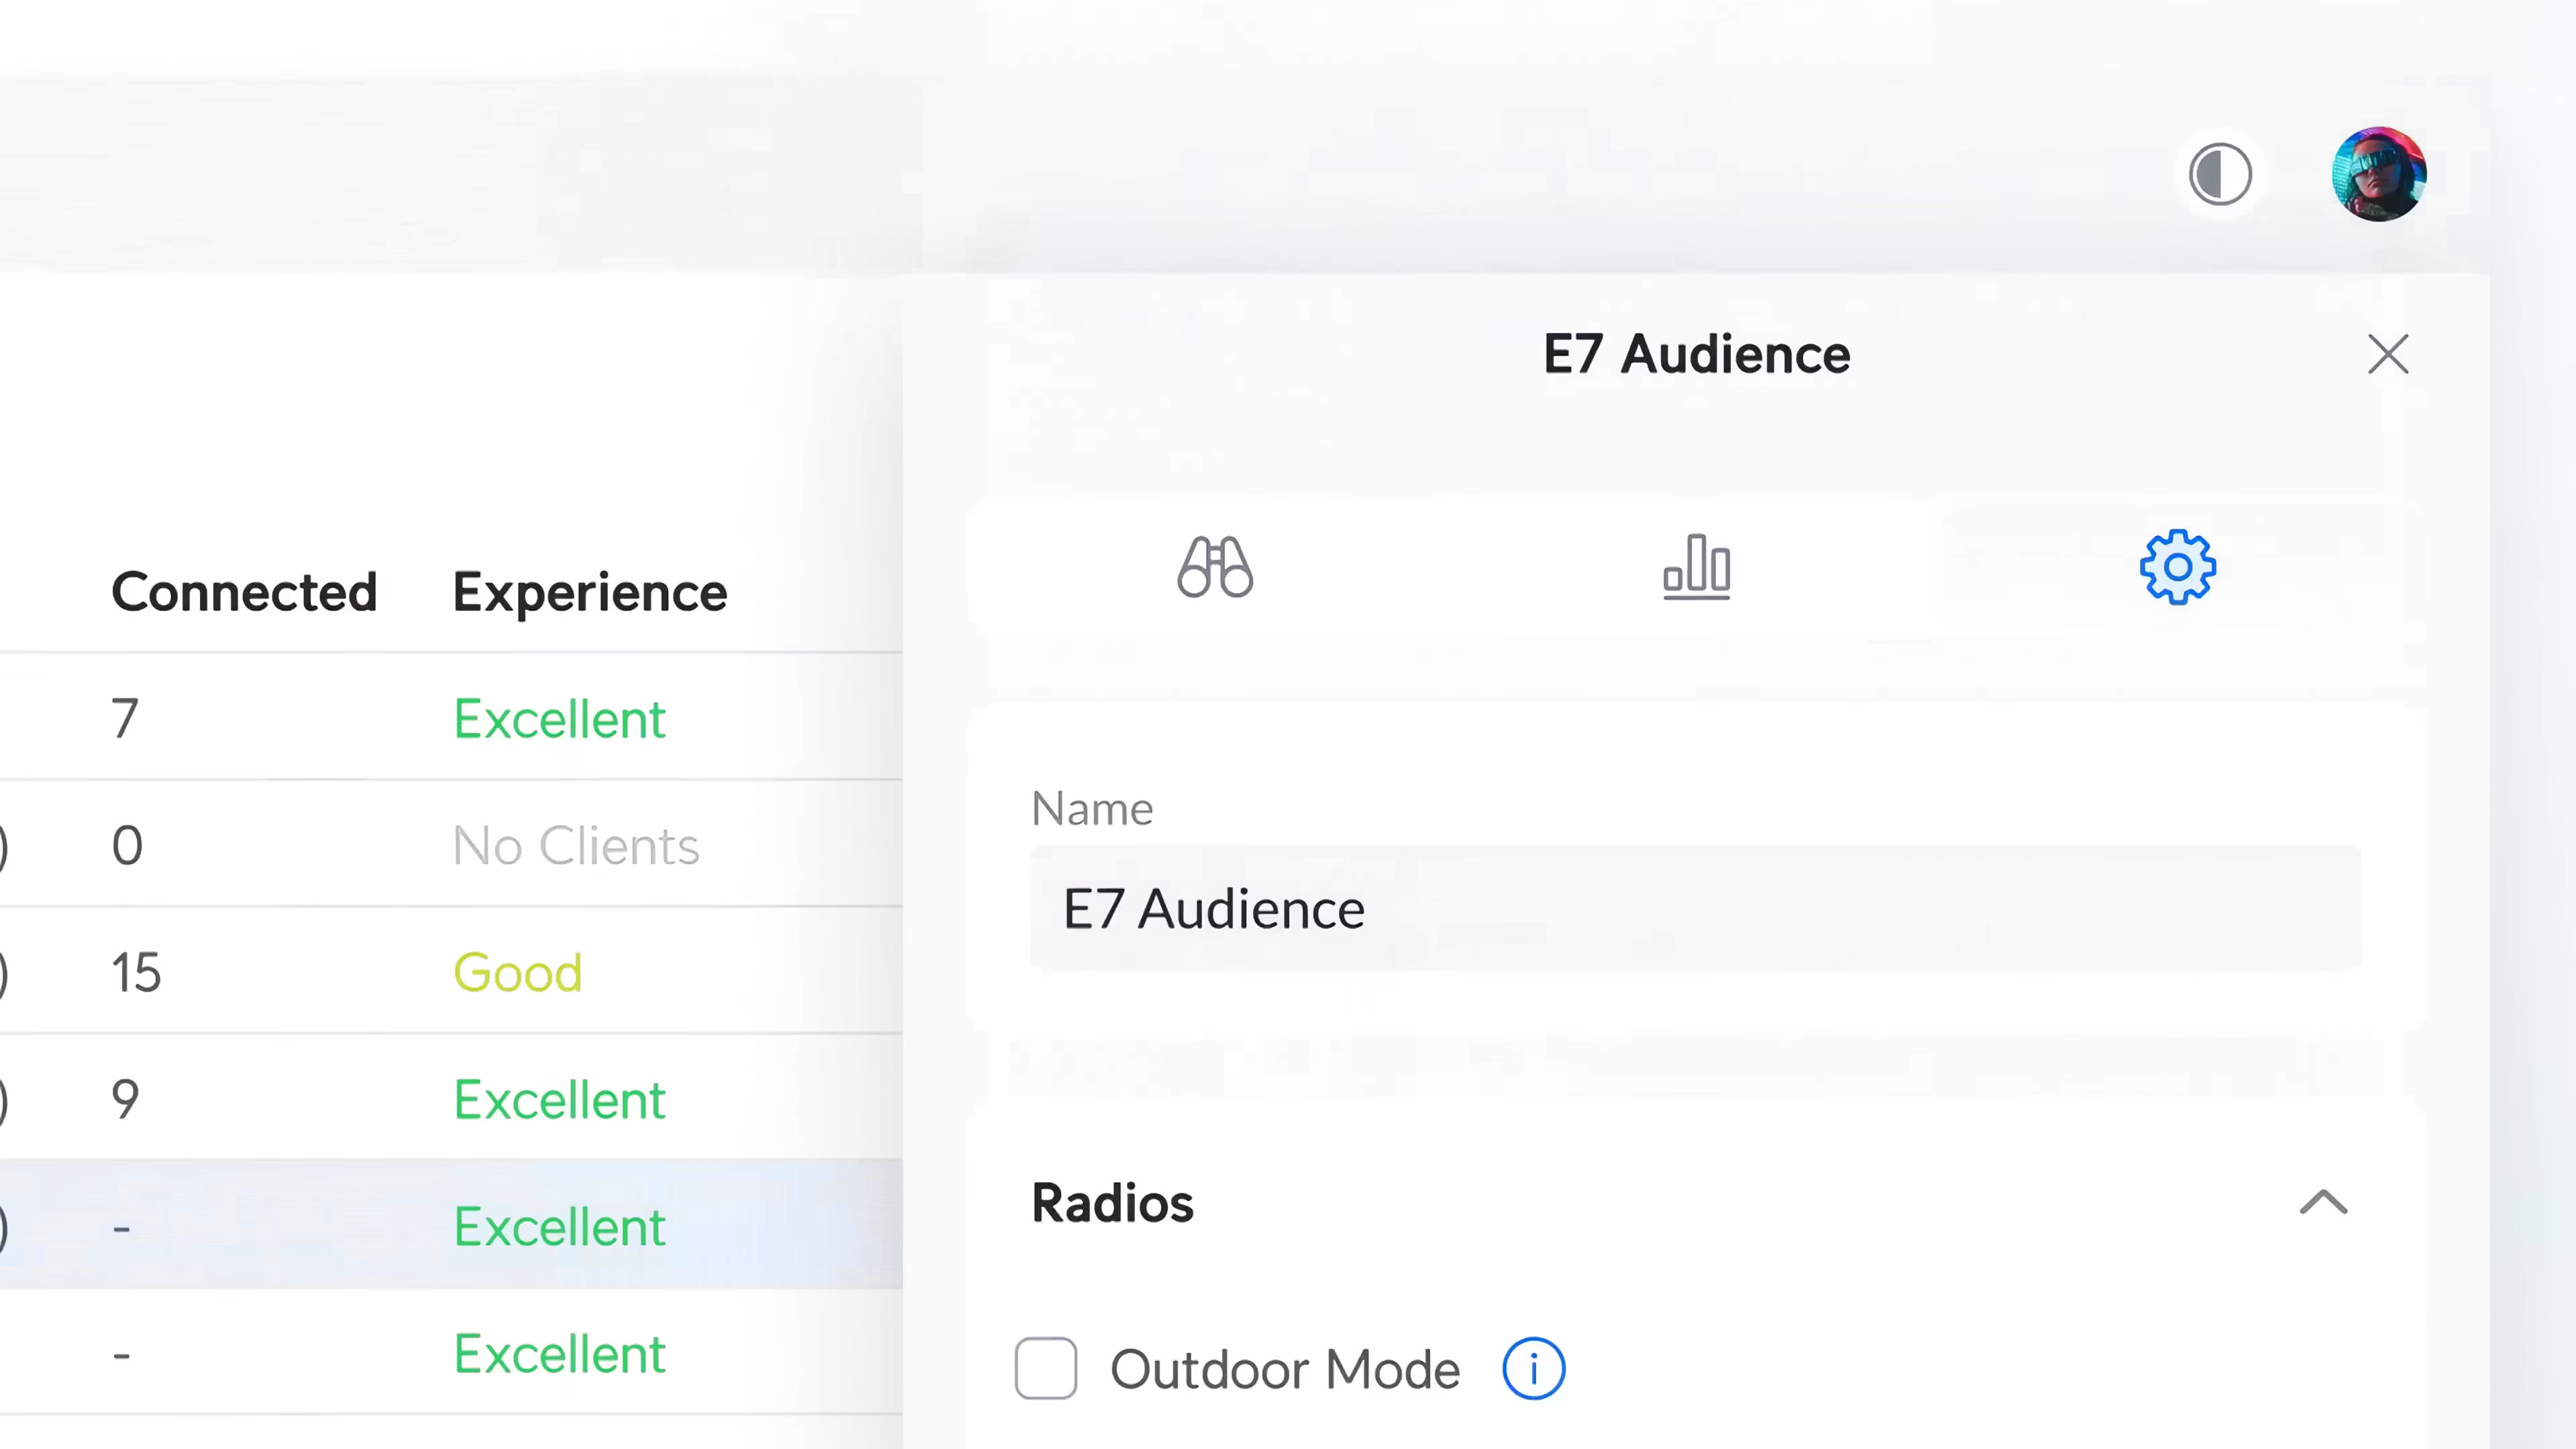 E7 Audience
Connected Experience
7 Excellent
0 No Clients
15 Good
9 Excellent
- Excellent
- Excellent
Name
E7 Audience
Radios
Outdoor Mode